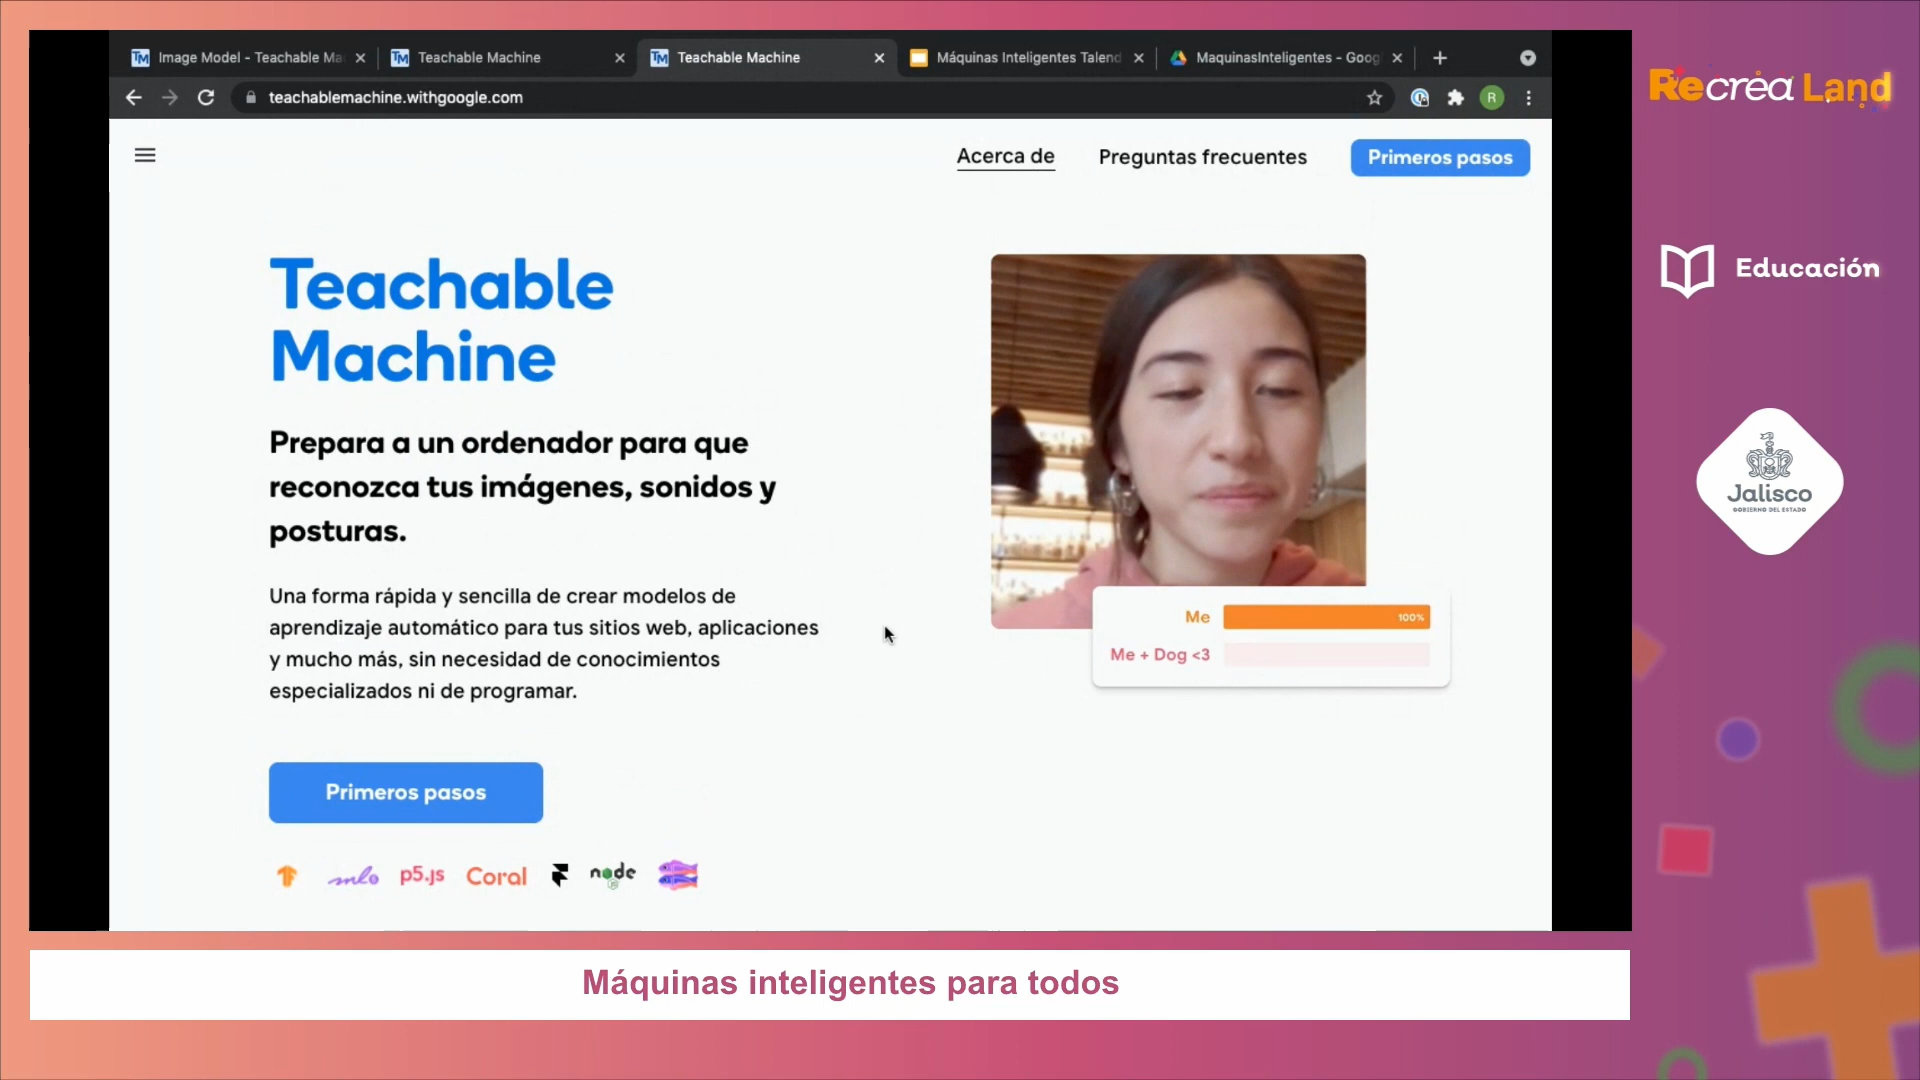 Image Model - Teachable Ma
Teachable Machine
Teachable Machine
Máquinas Inteligentes Talend
MaquinasInteligentes - Goog
teachablemachine.withgoogle.com
R
Acerca de
Preguntas frecuentes
Primeros pasos
Teachable
Machine
Prepara a un ordenador para que
reconozca tus imágenes, sonidos y
posturas.
Una forma rápida y sencilla de crear modelos de
aprendizaje automático para tus sitios web, aplicaciones
y mucho más, sin necesidad de conocimientos
especializados ni de programar.
Primeros pasos
Me 100%
Me + Dog <3
p5.js
Coral
node
Recrea Land
Educación
Jalisco
GOBIERNO DEL ESTADO
Máquinas inteligentes para todos